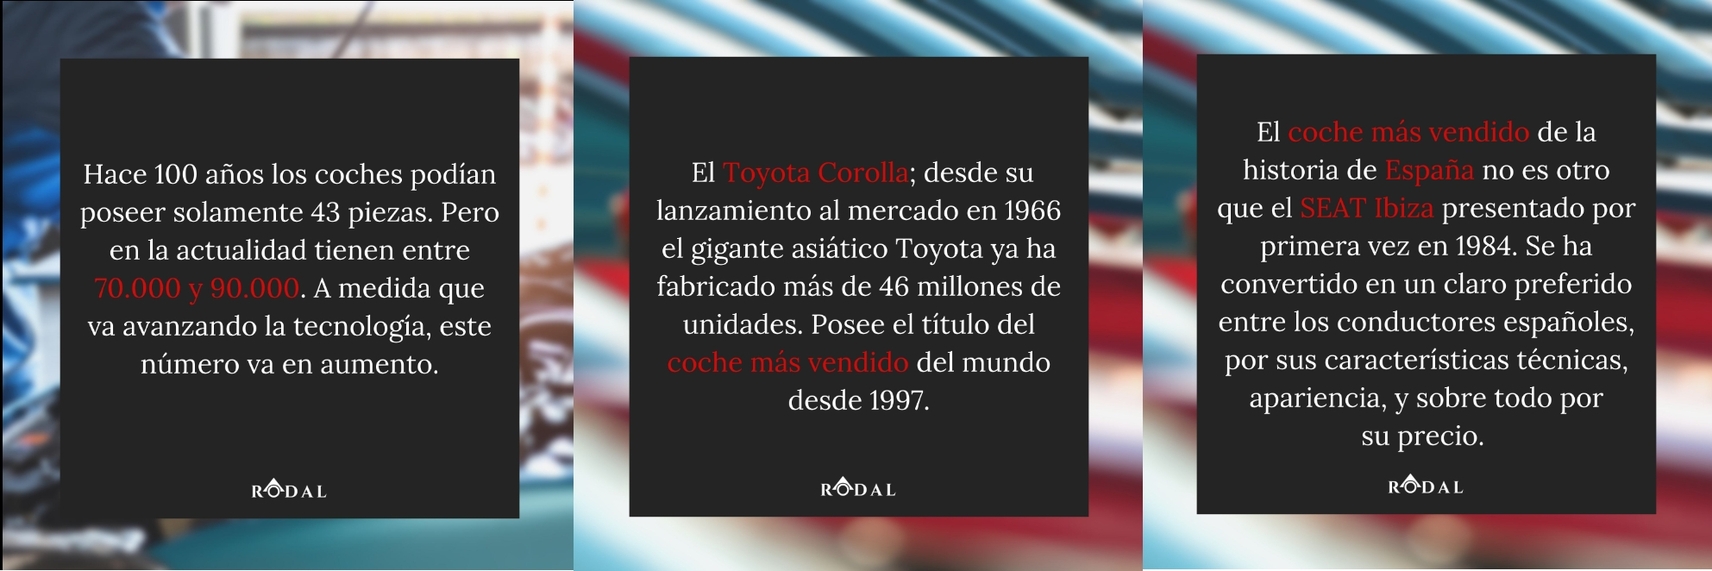 Hace 100 años los coches podían
poseer solamente 43 piezas. Pero
en la actualidad tienen entre
70.000 y 90.000. A medida que
va avanzando la tecnología, este
número va en aumento.
RODAL
El Toyota Corolla; desde su
lanzamiento al mercado en 1966
el gigante asiático Toyota ya ha
fabricado más de 46 millones de
unidades. Posee el título del
coche más vendido del mundo
desde 1997.
RODAL
El coche más vendido de la
historia de España no es otro
que el SEAT Ibiza presentado por
primera vez en 1984. Se ha
convertido en un claro preferido
entre los conductores españoles,
por sus características técnicas,
apariencia, y sobre todo por
su precio.
RODAL